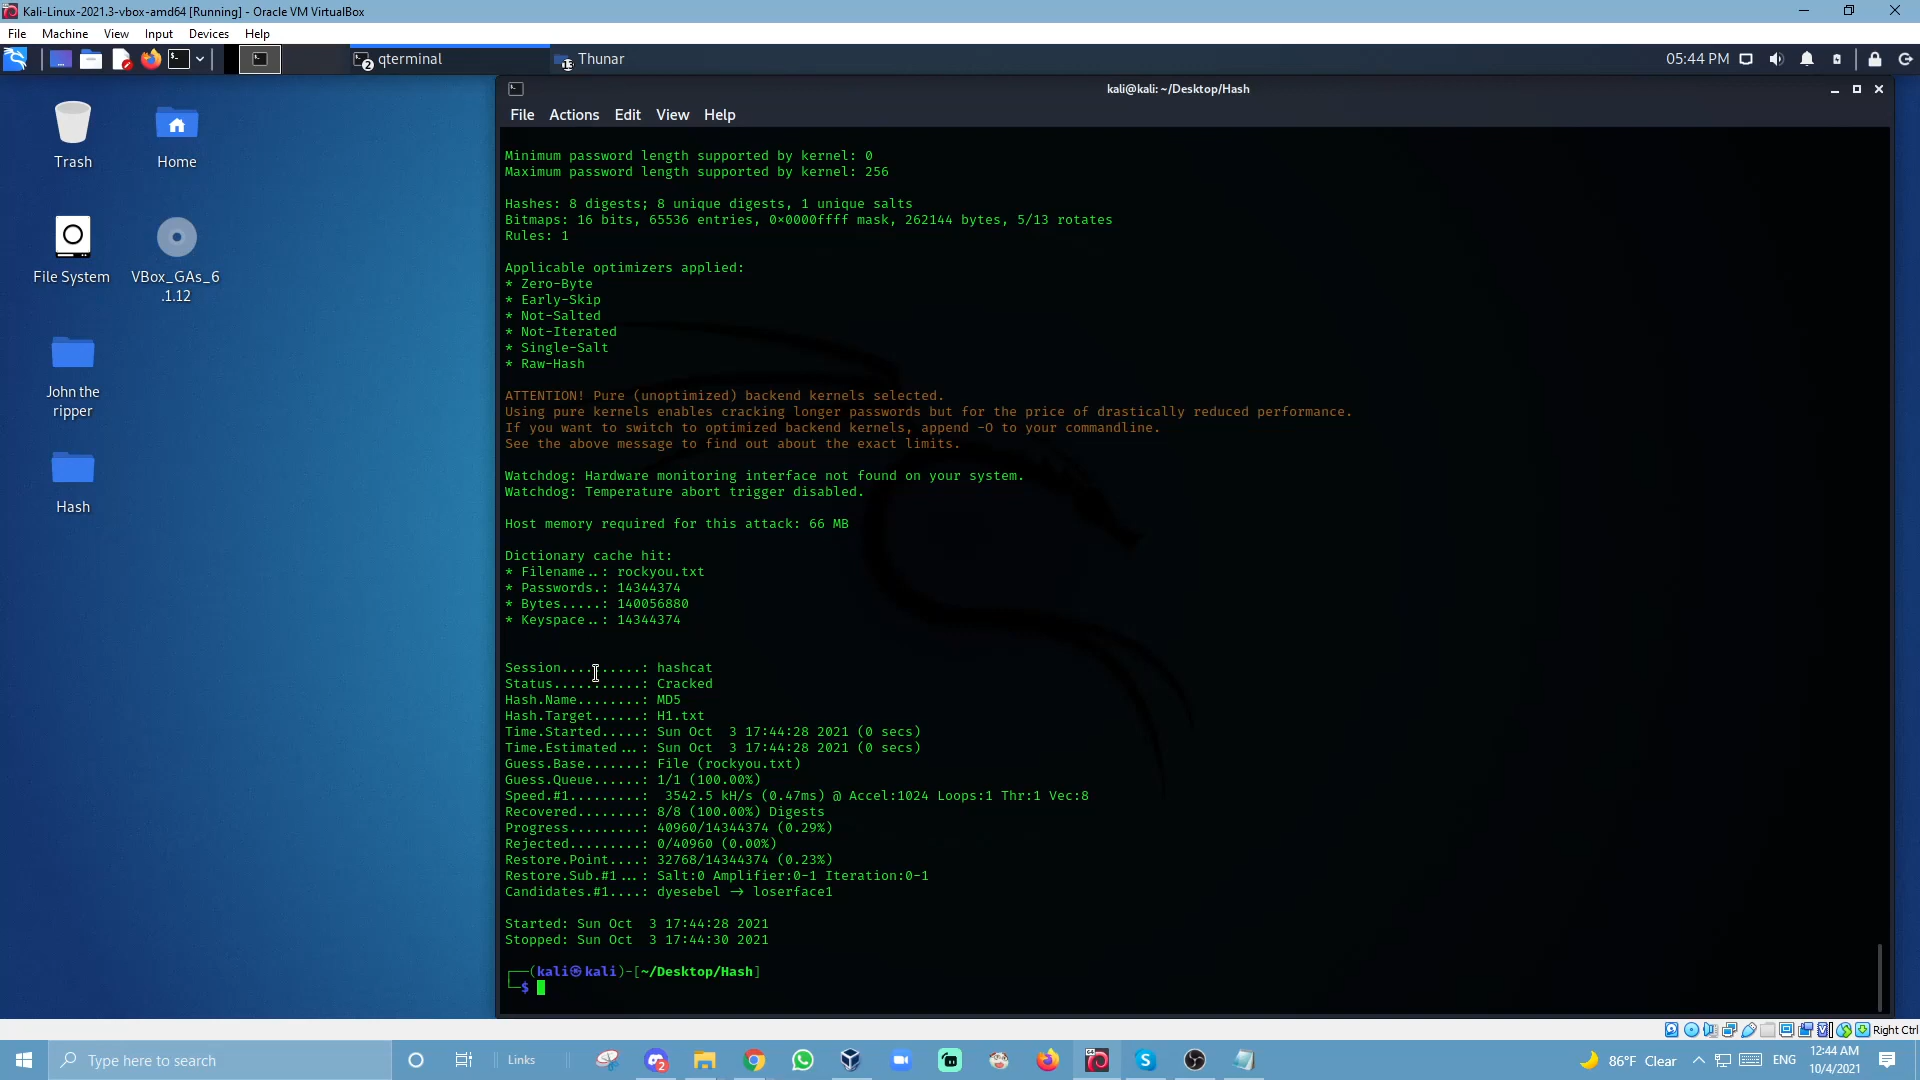 Kali-Linux-2021.3-vbox-amd64 [Running] - Oracle VM VirtualBox
File Machine View Input Devices Help
qterminal
2
Thunar
13
05:44 PM
Trash
Home
File System
VBox_GAs_6
.1.12
John the
ripper
Hash
kali@kali: ~/Desktop/Hash
File Actions Edit View Help
Minimum password length supported by kernel: 0
Maximum password length supported by kernel: 256
Hashes: 8 digests; 8 unique digests, 1 unique salts
Bitmaps: 16 bits, 65536 entries, 0×0000ffff mask, 262144 bytes, 5/13 rotates
Rules: 1
Applicable optimizers applied:
* Zero-Byte
* Early-Skip
* Not-Salted
* Not-Iterated
* Single-Salt
* Raw-Hash
ATTENTION! Pure (unoptimized) backend kernels selected.
Using pure kernels enables cracking longer passwords but for the price of drastically reduced performance.
If you want to switch to optimized backend kernels, append -O to your commandline.
See the above message to find out about the exact limits.
Watchdog: Hardware monitoring interface not found on your system.
Watchdog: Temperature abort trigger disabled.
Host memory required for this attack: 66 MB
Dictionary cache hit:
* Filename..: rockyou.txt
* Passwords.: 14344374
* Bytes.....: 140056880
* Keyspace..: 14344374
Session..........: hashcat
Status...........: Cracked
Hash.Name........: MD5
Hash.Target......: H1.txt
Time.Started.....: Sun Oct  3 17:44:28 2021 (0 secs)
Time.Estimated...: Sun Oct  3 17:44:28 2021 (0 secs)
Guess.Base.......: File (rockyou.txt)
Guess.Queue......: 1/1 (100.00%)
Speed.#1.........:  3542.5 kH/s (0.47ms) @ Accel:1024 Loops:1 Thr:1 Vec:8
Recovered........: 8/8 (100.00%) Digests
Progress.........: 40960/14344374 (0.29%)
Rejected.........: 0/40960 (0.00%)
Restore.Point....: 32768/14344374 (0.23%)
Restore.Sub.#1...: Salt:0 Amplifier:0-1 Iteration:0-1
Candidates.#1....: dyesebel → loserface1
Started: Sun Oct  3 17:44:28 2021
Stopped: Sun Oct  3 17:44:30 2021
┌──(kali㉿kali)-[~/Desktop/Hash]
└─$
Right Ctrl
Type here to search
Links
2
86°F Clear
ENG
12:44 AM
10/4/2021